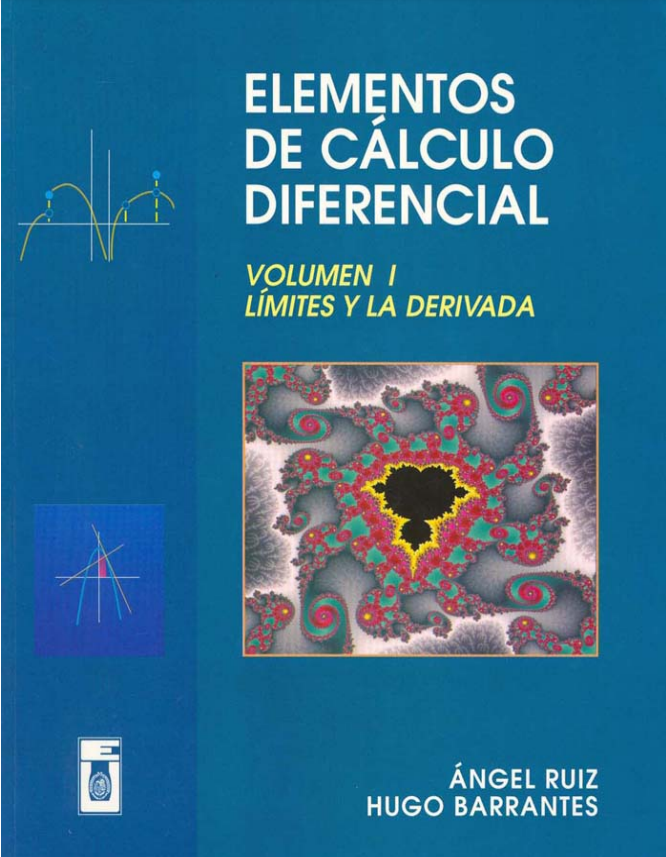 ELEMENTOS
DE CÁLCULO
DIFERENCIAL
VOLUMEN I
LÍMITES Y LA DERIVADA
E
U
ÁNGEL RUIZ
HUGO BARRANTES